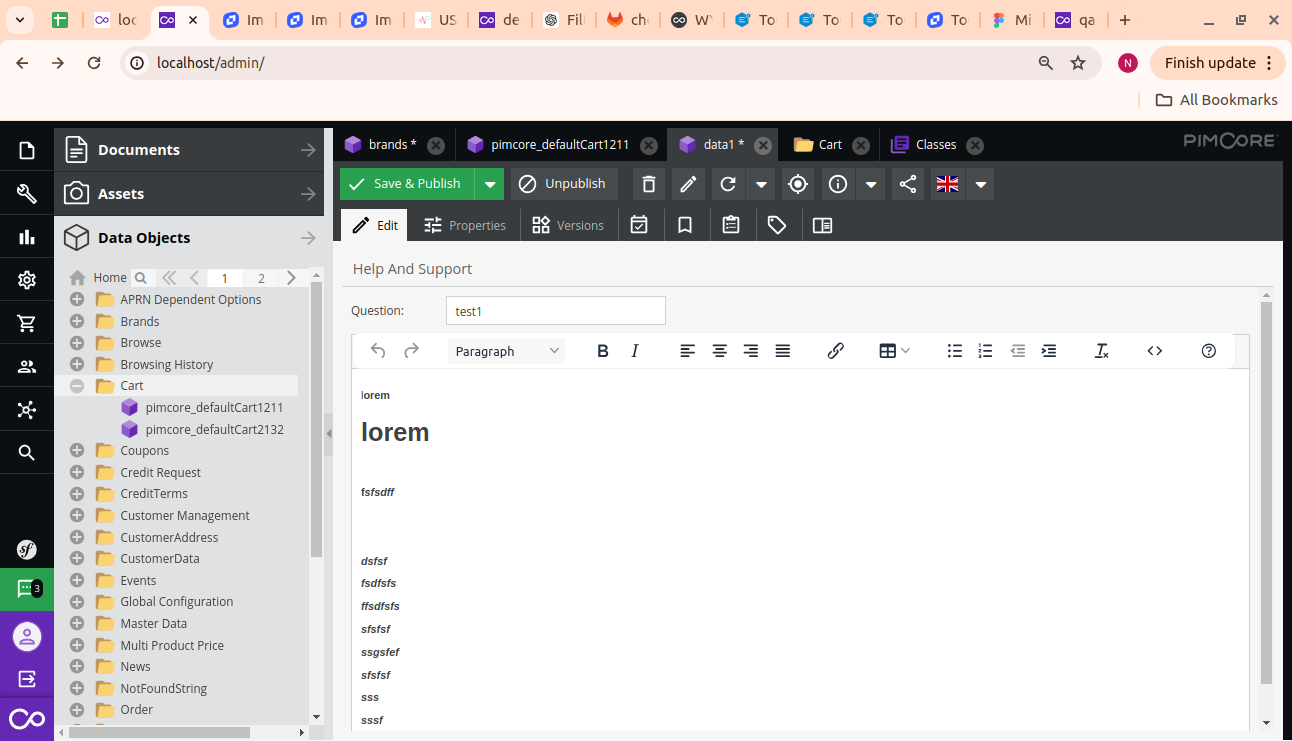 loc
Im
Im
Im
US
de
Fil
ch
W
To
To
To
To
Mi
qa
localhost/admin/
N
Finish update
All Bookmarks
Documents
Assets
Data Objects
Home
1
2
APRN Dependent Options
Brands
Browse
Browsing History
Cart
pimcore_defaultCart1211
pimcore_defaultCart2132
Coupons
Credit Request
CreditTerms
Customer Management
CustomerAddress
CustomerData
Events
Global Configuration
Master Data
Multi Product Price
News
NotFoundString
Order
3
brands *
pimcore_defaultCart1211
data1 *
Cart
Classes
PIMCORE
Save & Publish
Unpublish
Edit
Properties
Versions
Help And Support
Question:
test1
Paragraph
B
I
lorem
lorem
fsfsdff
dsfsf
fsdfsfs
ffsdfsfs
sfsfsf
ssgsfef
sfsfsf
sss
sssf